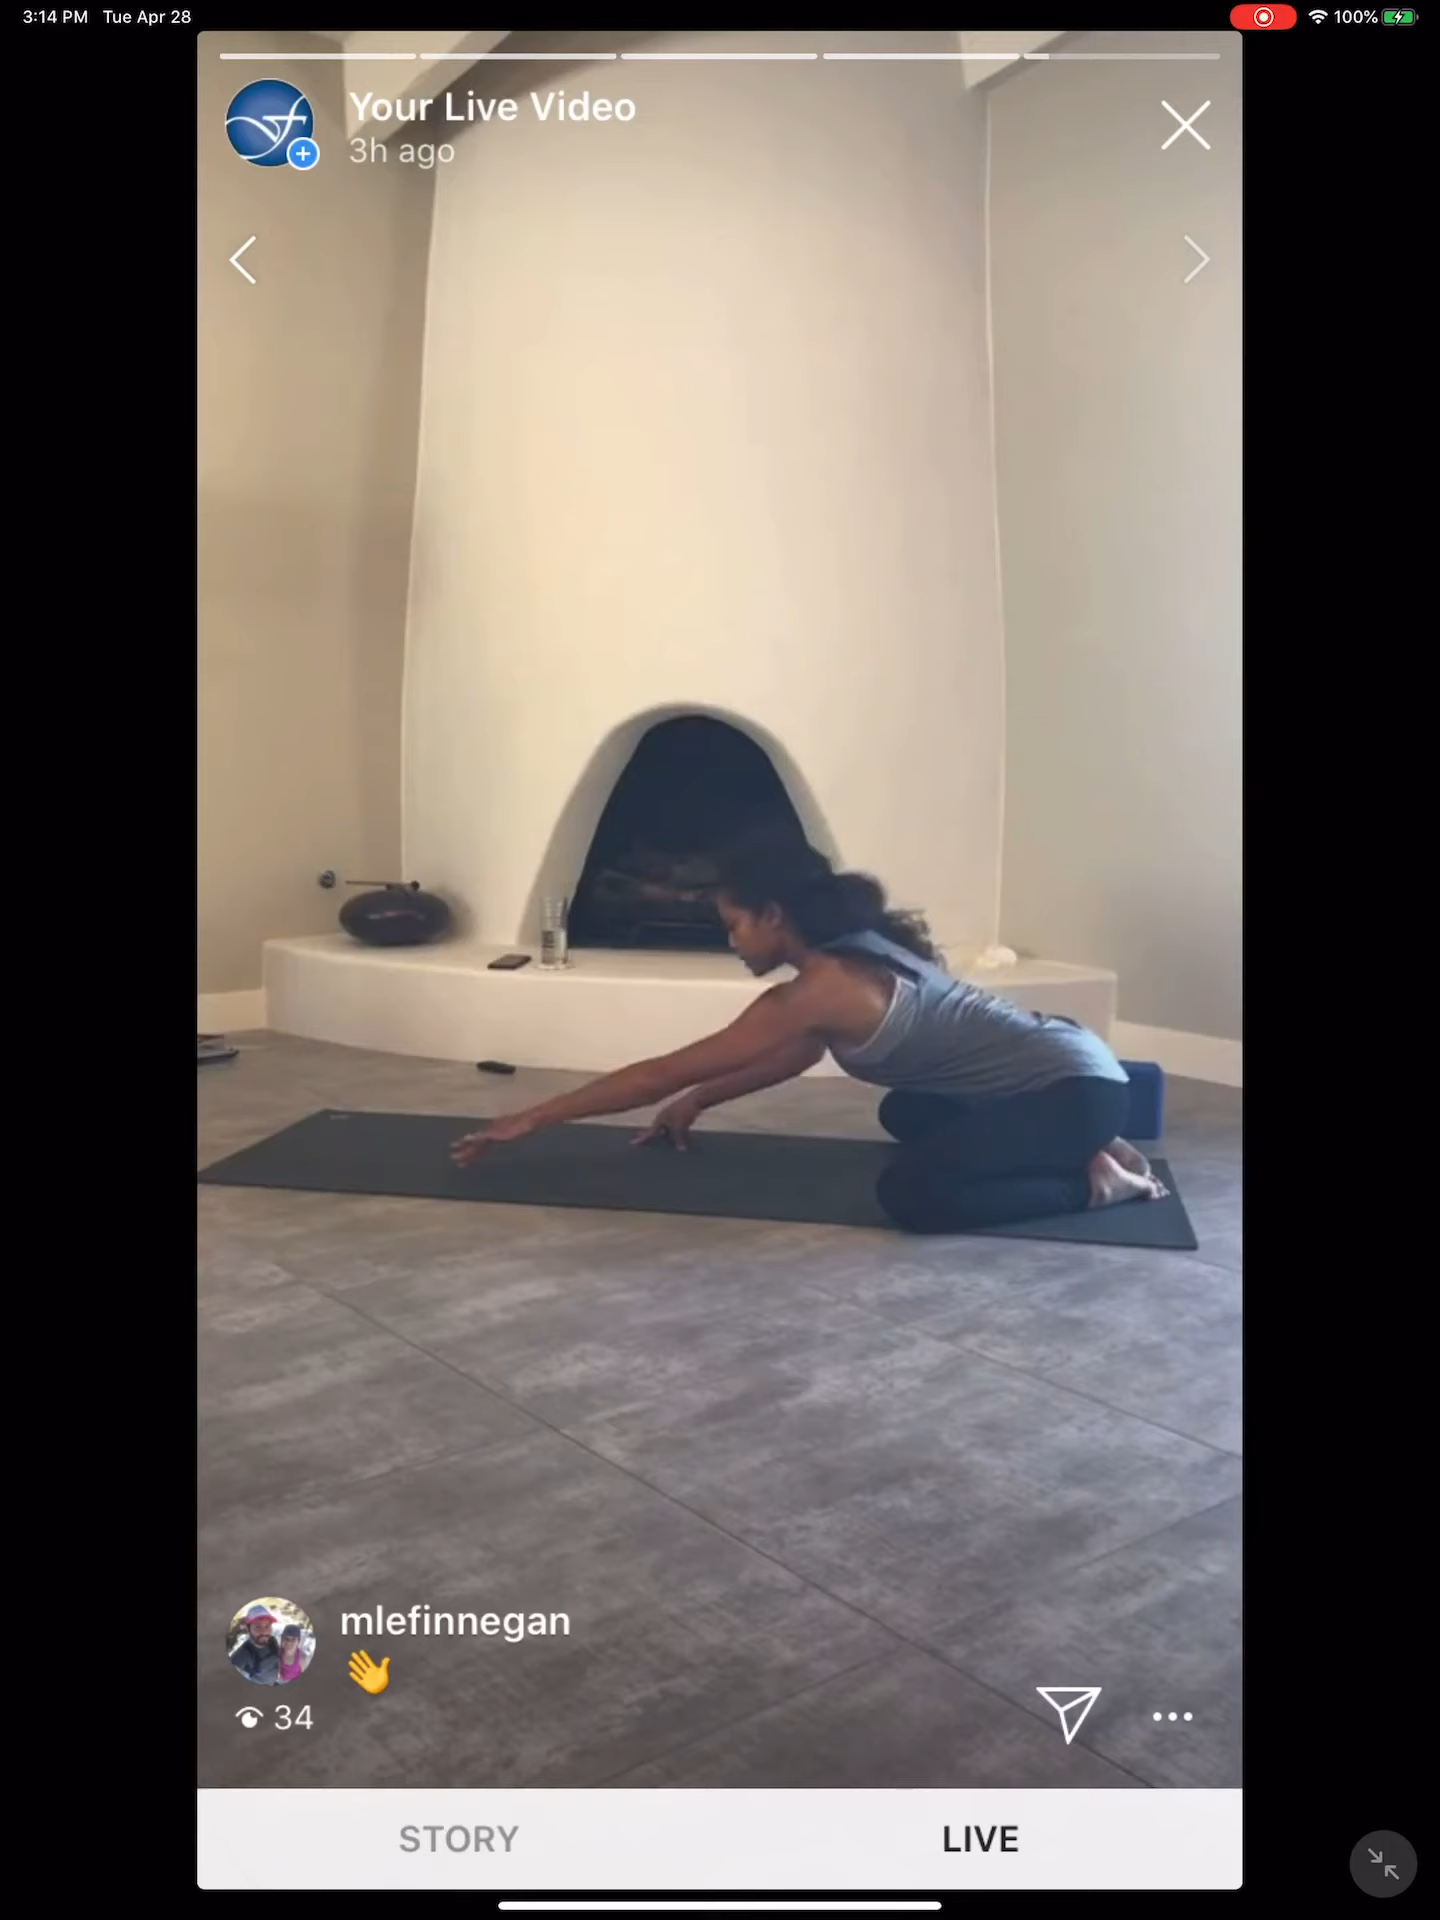 3:14 PM Tue Apr 28
100%
Your Live Video
3h ago
mlefinnegan
34
STORY
LIVE